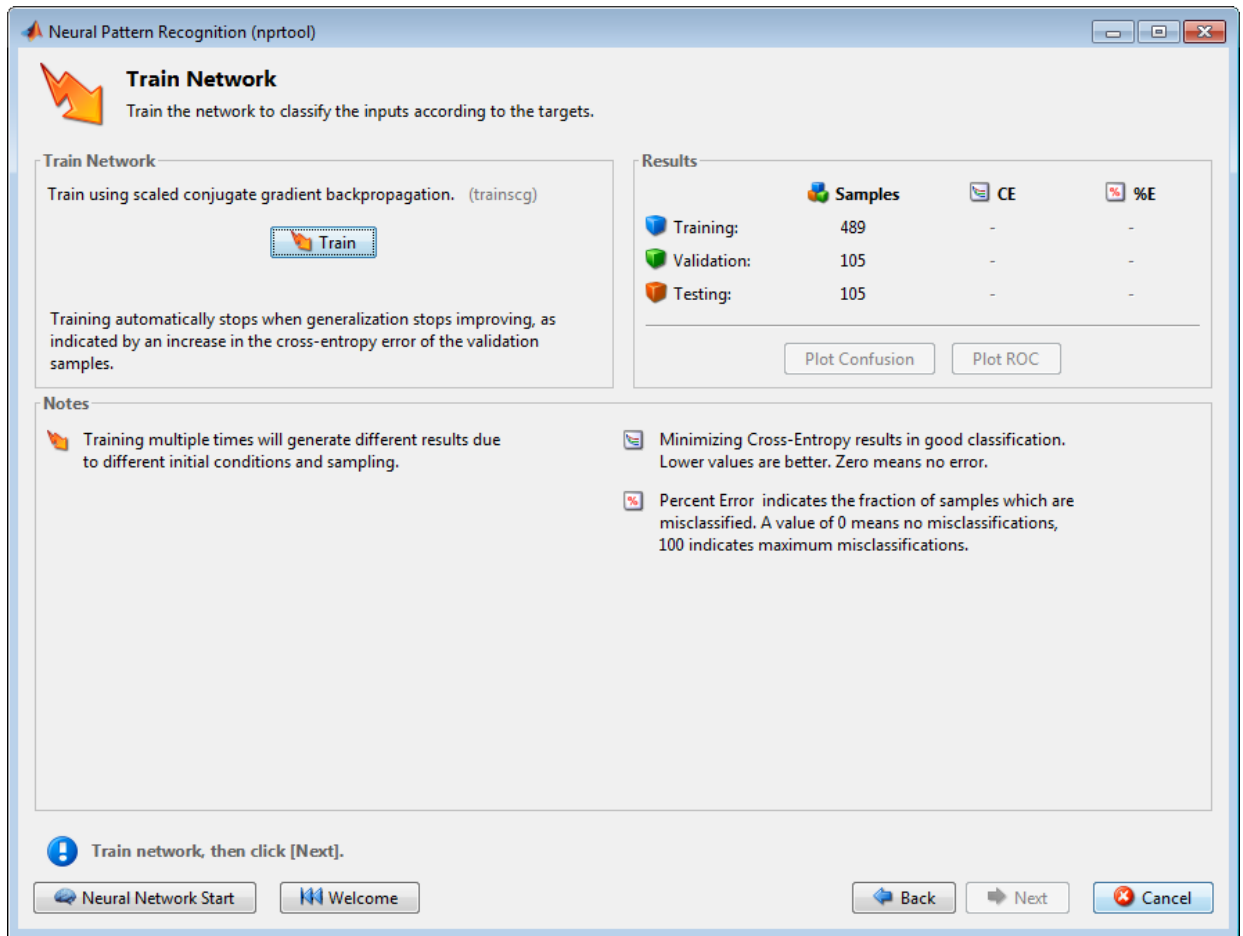 Neural Pattern Recognition (nprtool)
Train Network
Train the network to classify the inputs according to the targets.
Train Network
Train using scaled conjugate gradient backpropagation. (trainscg)
Train
Training automatically stops when generalization stops improving, as
indicated by an increase in the cross-entropy error of the validation
samples.
Results
Samples CE % %E
Training: 489 - -
Validation: 105 - -
Testing: 105 - -
Plot Confusion Plot ROC
Notes
Training multiple times will generate different results due
to different initial conditions and sampling.
Minimizing Cross-Entropy results in good classification.
Lower values are better. Zero means no error.
% Percent Error indicates the fraction of samples which are
misclassified. A value of 0 means no misclassifications,
100 indicates maximum misclassifications.
Train network, then click [Next].
Neural Network Start Welcome Back Next Cancel